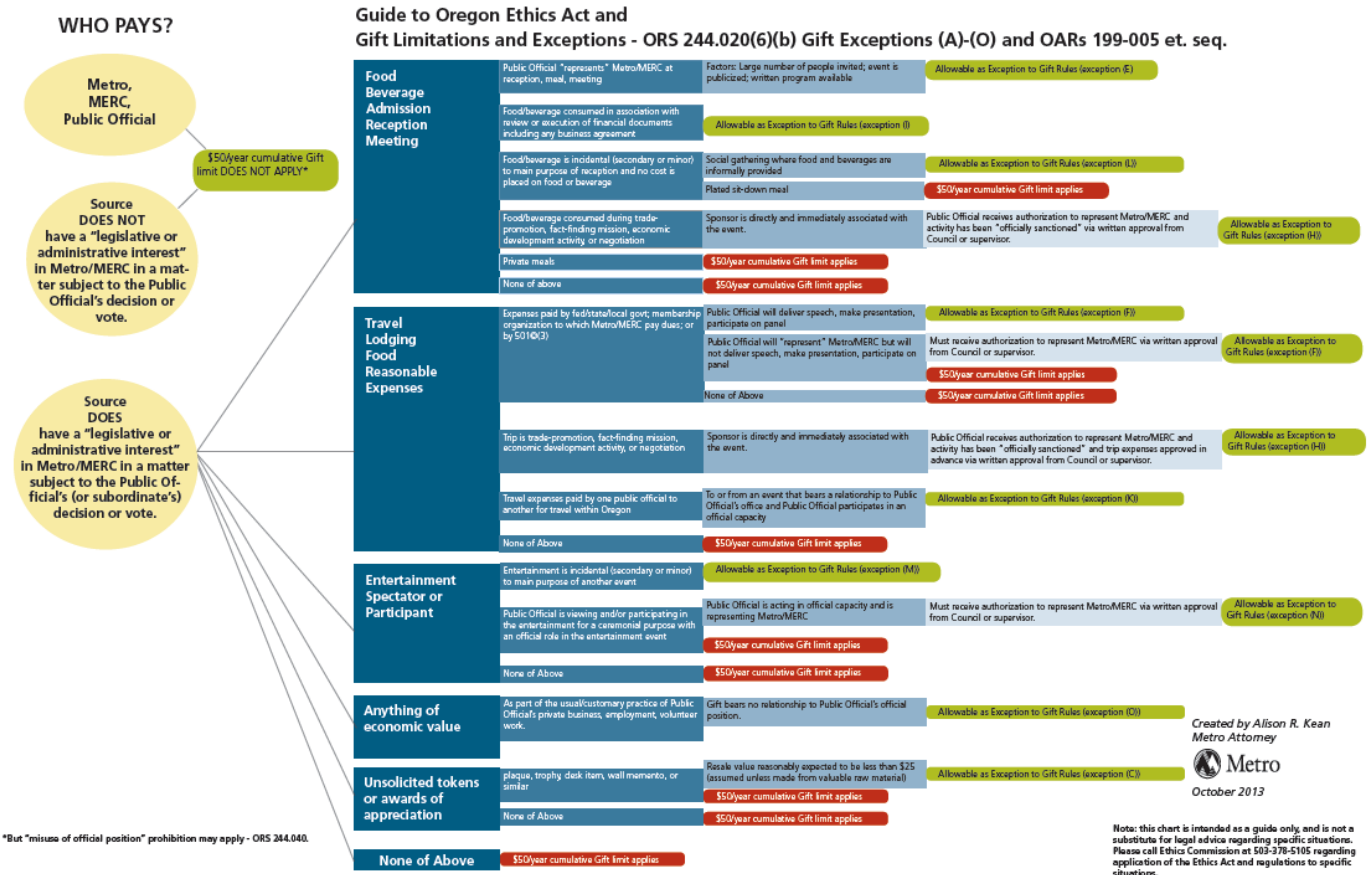 WHO PAYS?
Guide to Oregon Ethics Act and
Gift Limitations and Exceptions - ORS 244.020(6)(b) Gift Exceptions (A)-(O) and OARs 199-005 et. seq.
Metro,
MERC,
Public Official
$50/year cumulative Gift
limit DOES NOT APPLY*
Source
DOES NOT
have a “legislative or
administrative interest”
in Metro/MERC in a mat-
ter subject to the Public
Official’s decision or
vote.
Source
DOES
have a “legislative or
administrative interest”
in Metro/MERC in a matter
subject to the Public Of-
ficial’s (or subordinate’s)
decision or vote.
*But “misuse of official position” prohibition may apply - ORS 244.040.
Food
Beverage
Admission
Reception
Meeting
Public Official “represents” Metro/MERC at
reception, meal, meeting
Factors: Large number of people invited; event is
publicized; written program available
Allowable as Exception to Gift Rules (exception (E)
Food/beverage consumed in association with
review or execution of financial documents
including any business agreement
Allowable as Exception to Gift Rules (exception (I)
Food/beverage is incidental (secondary or minor)
to main purpose of reception and no cost is
placed on food or beverage
Social gathering where food and beverages are
informally provided
Allowable as Exception to Gift Rules (exception (L))
Plated sit-down meal
$50/year cumulative Gift limit applies
Food/beverage consumed during trade-
promotion, fact-finding mission, economic
development activity, or negotiation
Sponsor is directly and immediately associated with
the event.
Public Official receives authorization to represent Metro/MERC and
activity has been “officially sanctioned” via written approval from
Council or supervisor.
Allowable as Exception to
Gift Rules (exception (H))
Private meals
$50/year cumulative Gift limit applies
None of above
$50/year cumulative Gift limit applies
Travel
Lodging
Food
Reasonable
Expenses
Expenses paid by fed/state/local govt; membership
organization to which Metro/MERC pay dues; or
by 501©(3)
Public Official will deliver speech, make presentation,
participate on panel
Allowable as Exception to Gift Rules (exception (F))
Public Official will “represent” Metro/MERC but will
not deliver speech, make presentation, participate on
panel
Must receive authorization to represent Metro/MERC via written approval
from Council or supervisor.
Allowable as Exception to
Gift Rules (exception (F))
$50/year cumulative Gift limit applies
None of Above
$50/year cumulative Gift limit applies
Trip is trade-promotion, fact-finding mission,
economic development activity, or negotiation
Sponsor is directly and immediately associated with
the event.
Public Official receives authorization to represent Metro/MERC and
activity has been “officially sanctioned” and trip expenses approved in
advance via written approval from Council or supervisor.
Allowable as Exception to
Gift Rules (exception (H))
Travel expenses paid by one public official to
another for travel within Oregon
To or from an event that bears a relationship to Public
Official’s office and Public Official participates in an
official capacity
Allowable as Exception to Gift Rules (exception (K))
None of Above
$50/year cumulative Gift limit applies
Entertainment
Spectator or
Participant
Entertainment is incidental (secondary or minor)
to main purpose of another event
Allowable as Exception to Gift Rules (exception (M))
Public Official is viewing and/or participating in
the entertainment for a ceremonial purpose with
an official role in the entertainment event
Public Official is acting in official capacity and is
representing Metro/MERC
Must receive authorization to represent Metro/MERC via written approval
from Council or supervisor.
Allowable as Exception to
Gift Rules (exception (N))
$50/year cumulative Gift limit applies
None of Above
$50/year cumulative Gift limit applies
Anything of
economic value
As part of the usual/customary practice of Public
Official’s private business, employment, volunteer
work.
Gift bears no relationship to Public Official’s official
position.
Allowable as Exception to Gift Rules (exception (O))
Unsolicited tokens
or awards of
appreciation
plaque, trophy, desk item, wall memento, or
similar
Resale value reasonably expected to be less than $25
(assumed unless made from valuable raw material)
Allowable as Exception to Gift Rules (exception (C))
$50/year cumulative Gift limit applies
None of Above
$50/year cumulative Gift limit applies
None of Above
$50/year cumulative Gift limit applies
Created by Alison R. Kean
Metro Attorney
Metro
October 2013
Note: this chart is intended as a guide only, and is not a
substitute for legal advice regarding specific situations.
Please call Ethics Commission at 503-378-5105 regarding
application of the Ethics Act and regulations to specific
situations.